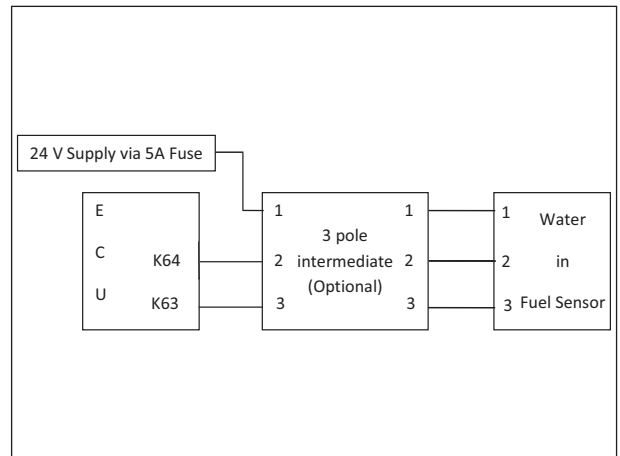 24 V Supply via 5A Fuse
E
C
U
K64
K63
1
2
3
3 pole
intermediate
(Optional)
1
2
3
1
2
3
Water
in
Fuel Sensor